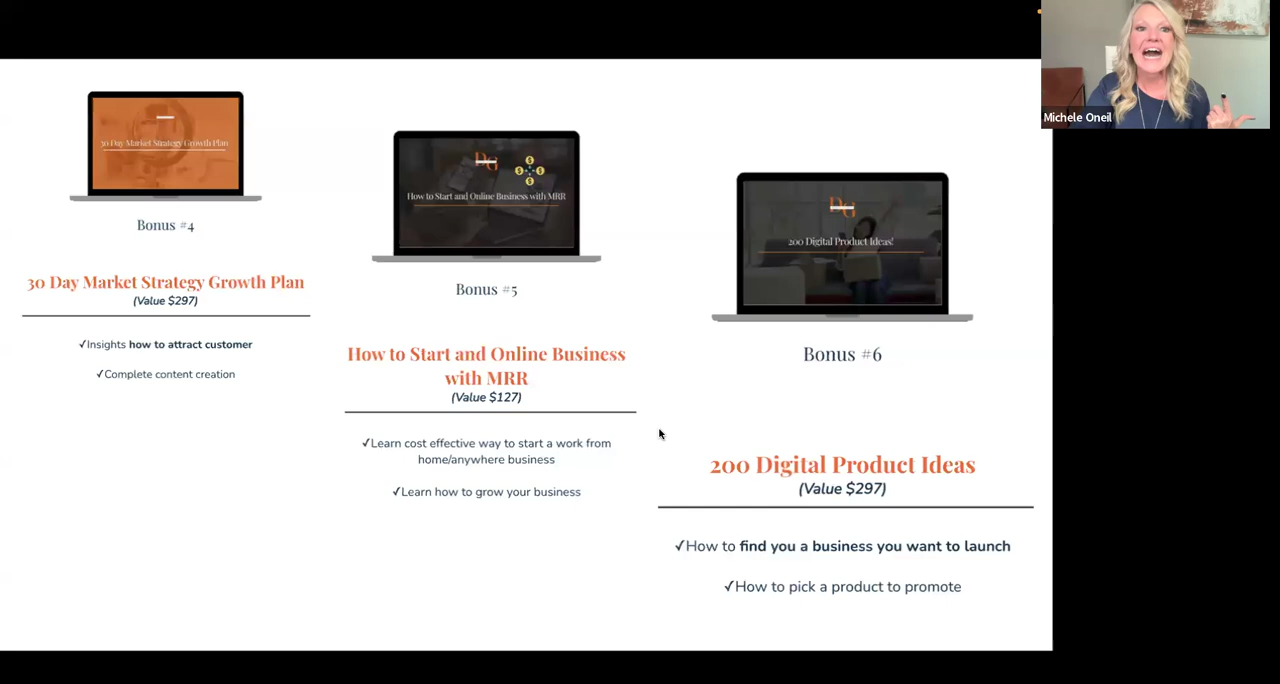 Michele Oneil
30 Day Market Strategy Growth Plan
Bonus #4
30 Day Market Strategy Growth Plan
(Value $297)
✓Insights how to attract customer
✓Complete content creation
DG
How to Start and Online Business with MRR
Bonus #5
How to Start and Online Business
with MRR
(Value $127)
✓Learn cost effective way to start a work from
home/anywhere business
✓Learn how to grow your business
DG
200 Digital Product Ideas!
Bonus #6
200 Digital Product Ideas
(Value $297)
✓How to find you a business you want to launch
✓How to pick a product to promote